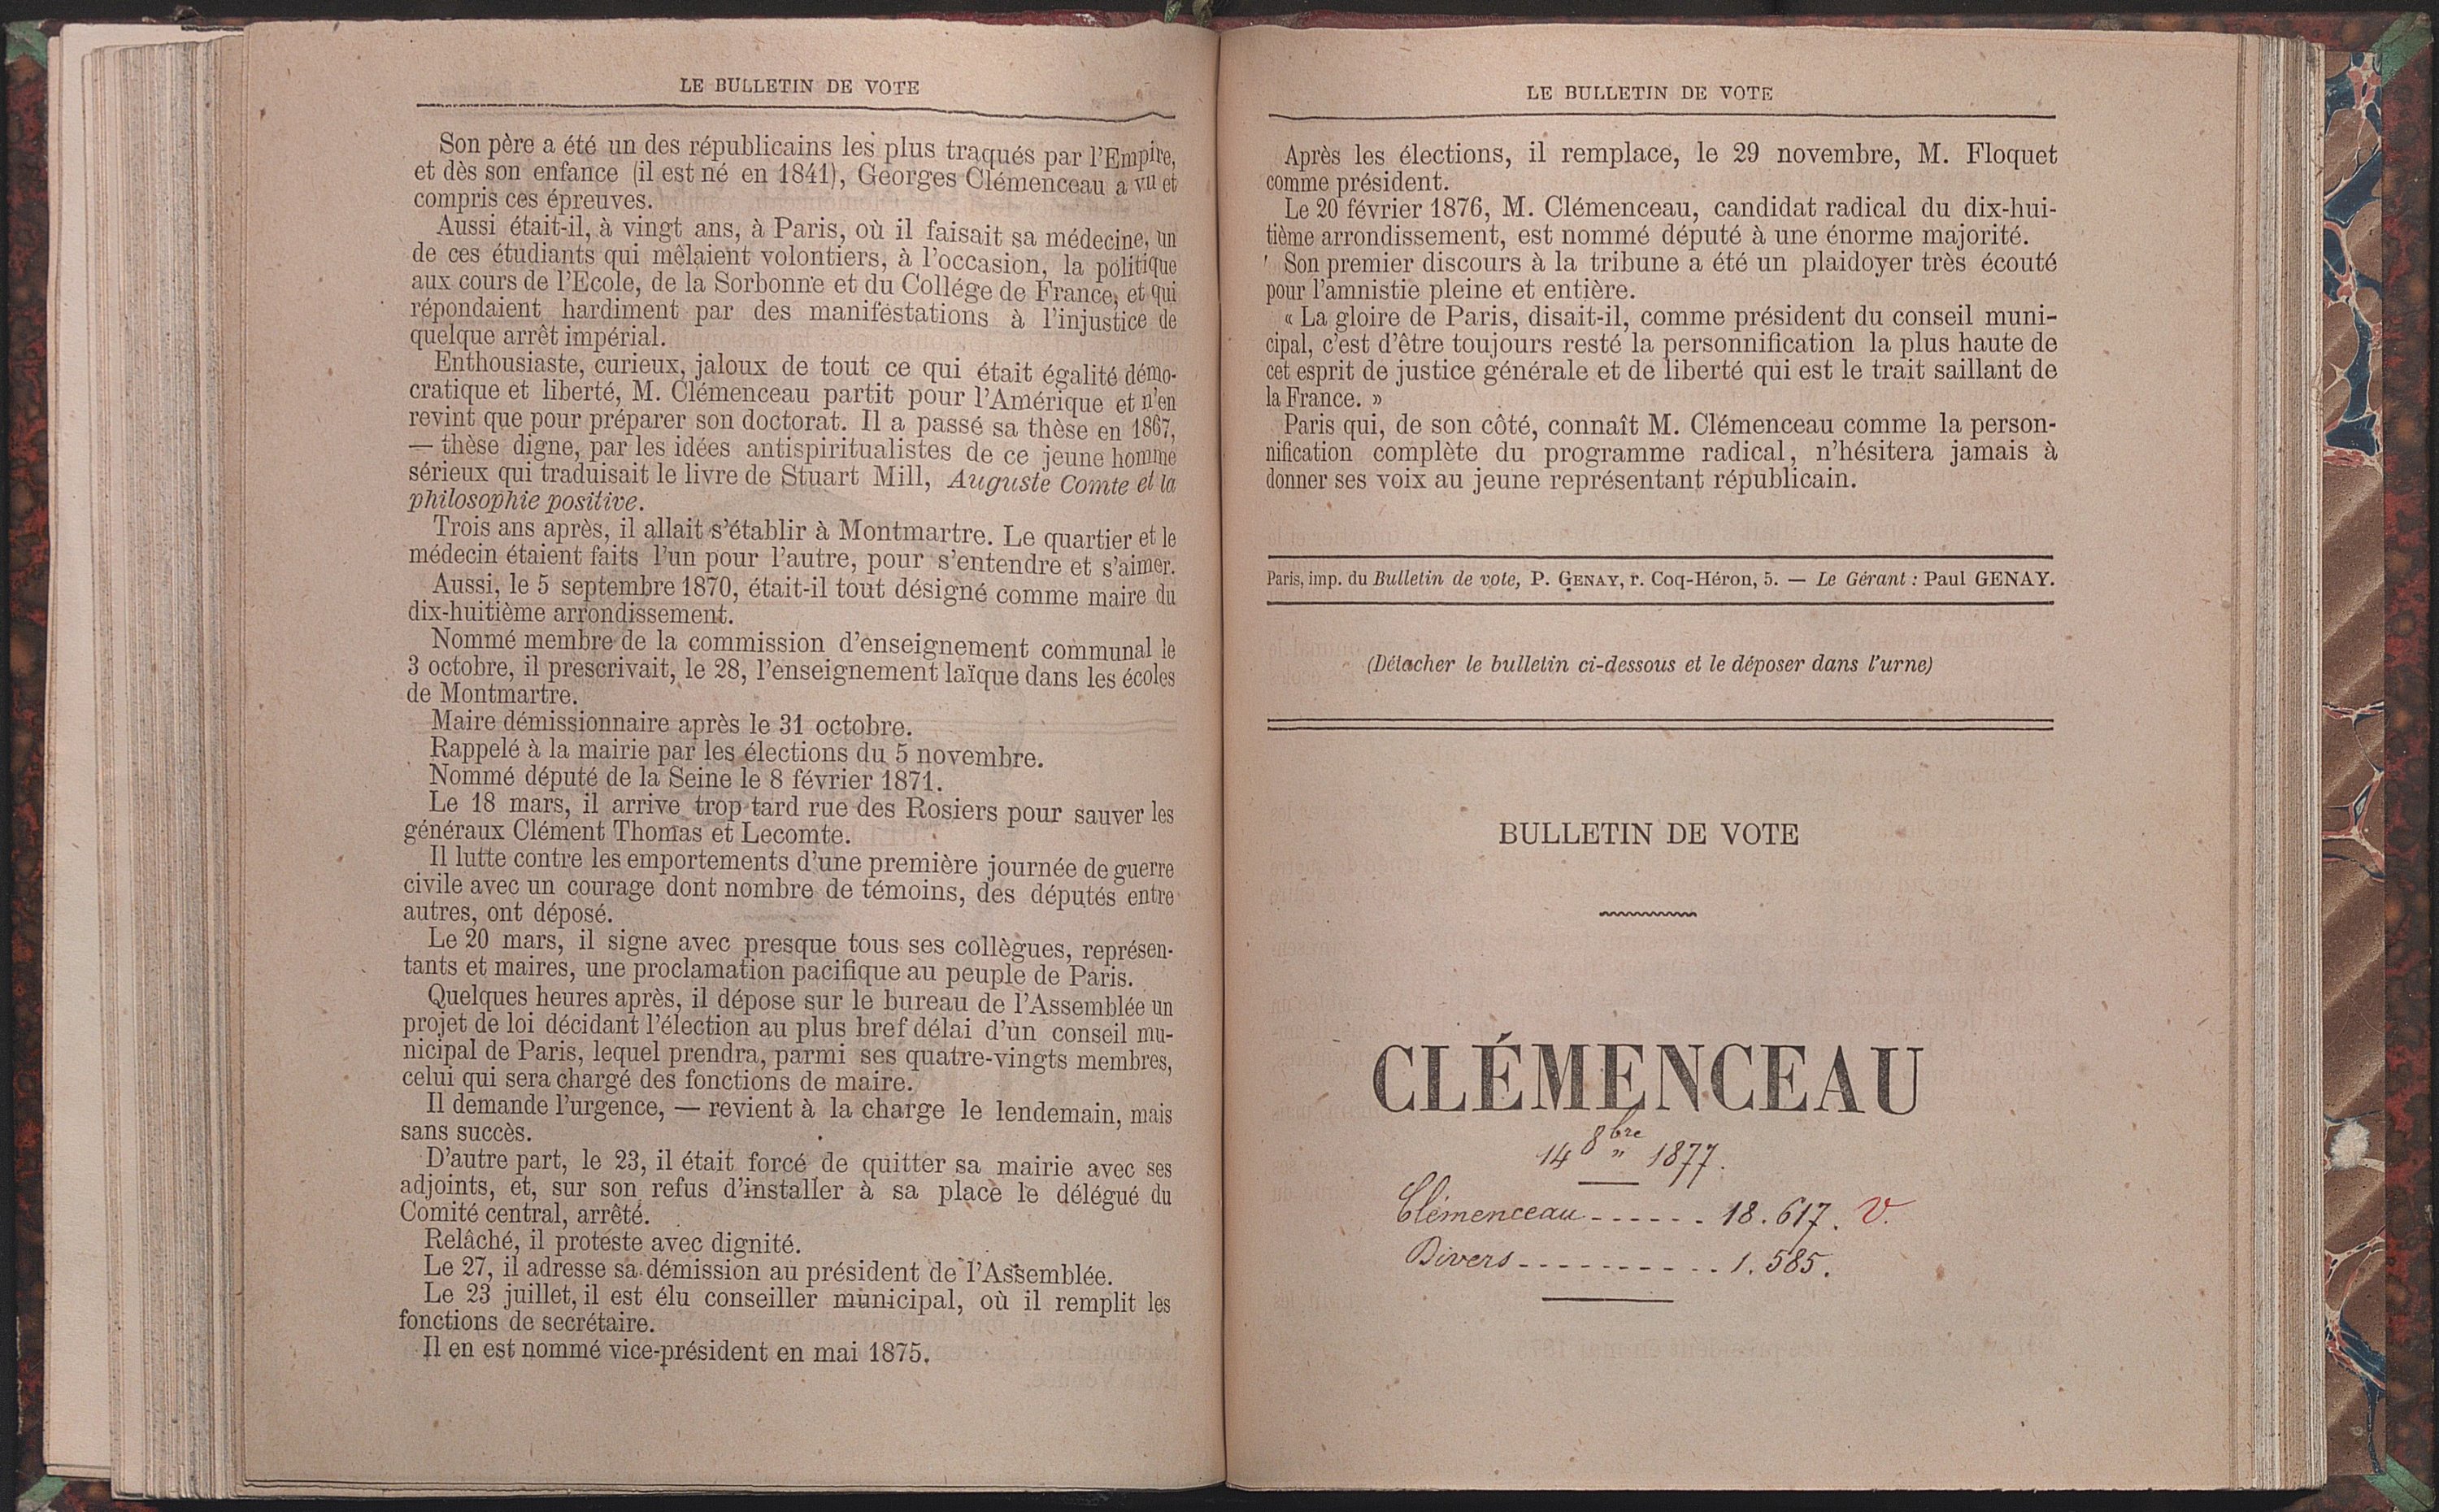 LE BULLETIN DE VOTE
Son père a été un des républicains les plus traqués par l'Empire,
et dès son enfance (il est né en 1841), Georges Clémenceau a vu et
compris ces épreuves.
Aussi était-il, à vingt ans, à Paris, où il faisait sa médecine, un
de ces étudiants qui mêlaient volontiers, à l'occasion, la politique
aux cours de l'Ecole, de la Sorbonne et du Collége de France, et qui
répondaient hardiment par des manifestations à l'injustice de
quelque arrêt impérial.
Enthousiaste, curieux, jaloux de tout ce qui était égalité démo-
cratique et liberté, M. Clémenceau partit pour l'Amérique et n'en
revint que pour préparer son doctorat. Il a passé sa thèse en 1867,
— thèse digne, par les idées antispiritualistes de ce jeune homme
sérieux qui traduisait le livre de Stuart Mill, Auguste Comte et la
philosophie positive.
Trois ans après, il allait s'établir à Montmartre. Le quartier et le
médecin étaient faits l'un pour l'autre, pour s'entendre et s'aimer.
Aussi, le 5 septembre 1870, était-il tout désigné comme maire du
dix-huitième arrondissement.
Nommé membre de la commission d'enseignement communal le
3 octobre, il prescrivait, le 28, l'enseignement laïque dans les écoles
de Montmartre.
Maire démissionnaire après le 31 octobre.
Rappelé à la mairie par les élections du 5 novembre.
Nommé député de la Seine le 8 février 1871.
Le 18 mars, il arrive trop tard rue des Rosiers pour sauver les
généraux Clément Thomas et Lecomte.
Il lutte contre les emportements d'une première journée de guerre
civile avec un courage dont nombre de témoins, des députés entre
autres, ont déposé.
Le 20 mars, il signe avec presque tous ses collègues, représen-
tants et maires, une proclamation pacifique au peuple de Paris.
Quelques heures après, il dépose sur le bureau de l'Assemblée un
projet de loi décidant l'élection au plus bref délai d'un conseil mu-
nicipal de Paris, lequel prendra, parmi ses quatre-vingts membres,
celui qui sera chargé des fonctions de maire.
Il demande l'urgence, — revient à la charge le lendemain, mais
sans succès.
D'autre part, le 23, il était forcé de quitter sa mairie avec ses
adjoints, et, sur son refus d'installer à sa place le délégué du
Comité central, arrêté.
Relâché, il proteste avec dignité.
Le 27, il adresse sa démission au président de l'Assemblée.
Le 23 juillet, il est élu conseiller municipal, où il remplit les
fonctions de secrétaire.
Il en est nommé vice-président en mai 1875.
LE BULLETIN DE VOTE
Après les élections, il remplace, le 29 novembre, M. Floquet
comme président.
Le 20 février 1876, M. Clémenceau, candidat radical du dix-hui-
tième arrondissement, est nommé député à une énorme majorité.
Son premier discours à la tribune a été un plaidoyer très écouté
pour l'amnistie pleine et entière.
« La gloire de Paris, disait-il, comme président du conseil muni-
cipal, c'est d'être toujours resté la personnification la plus haute de
cet esprit de justice générale et de liberté qui est le trait saillant de
la France. »
Paris qui, de son côté, connaît M. Clémenceau comme la person-
nification complète du programme radical, n'hésitera jamais à
donner ses voix au jeune représentant républicain.
Paris, imp. du Bulletin de vote, P. GENAY, r. Coq-Héron, 5. — Le Gérant : Paul GENAY.
(Détacher le bulletin ci-dessous et le déposer dans l'urne)
BULLETIN DE VOTE
CLÉMENCEAU
14 8bre 1877.
Clémenceau ------ 18.617. V.
Divers ---------- 1.585.